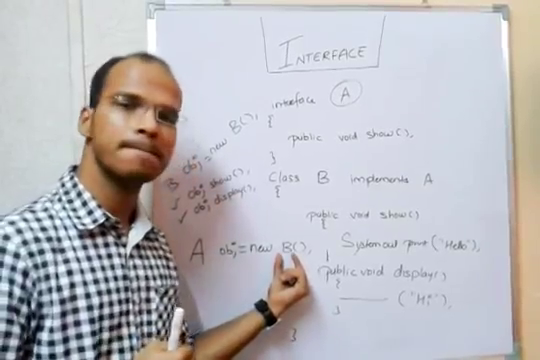 INTERFACE
interface A
{
public void show();
}
Class B implements A
{
public void show()
{
System.out.print("Hello");
}
public void display()
{
("Hi");
}
}
B obj = new B();
✓ obj.show();
✓ obj.display();
A obj = new B();